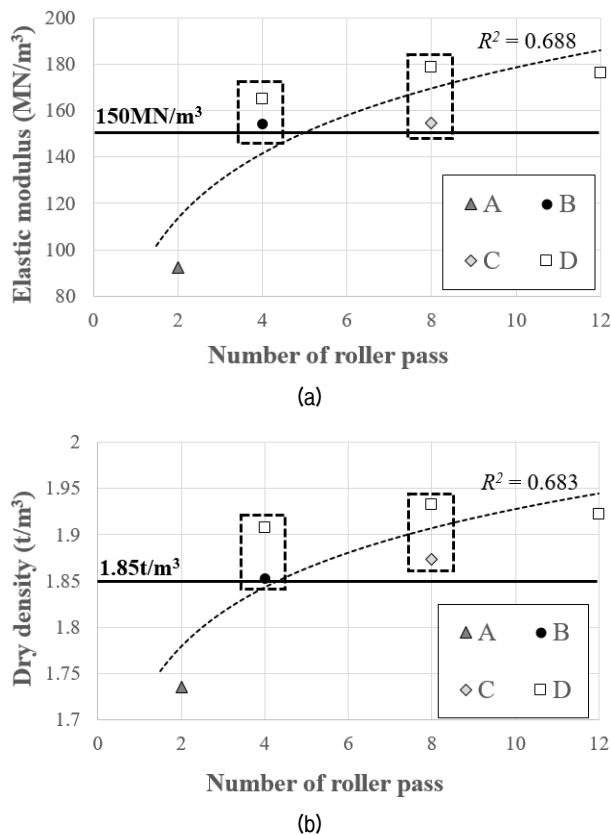 200
180
160
140
120
100
80
Elastic modulus (MN/m³)
R² = 0.688
150MN/m³
A
B
C
D
0 2 4 6 8 10 12
Number of roller pass
(a)
2
1.95
1.9
1.85
1.8
1.75
1.7
Dry density (t/m³)
R² = 0.683
1.85t/m³
A
B
C
D
0 2 4 6 8 10 12
Number of roller pass
(b)